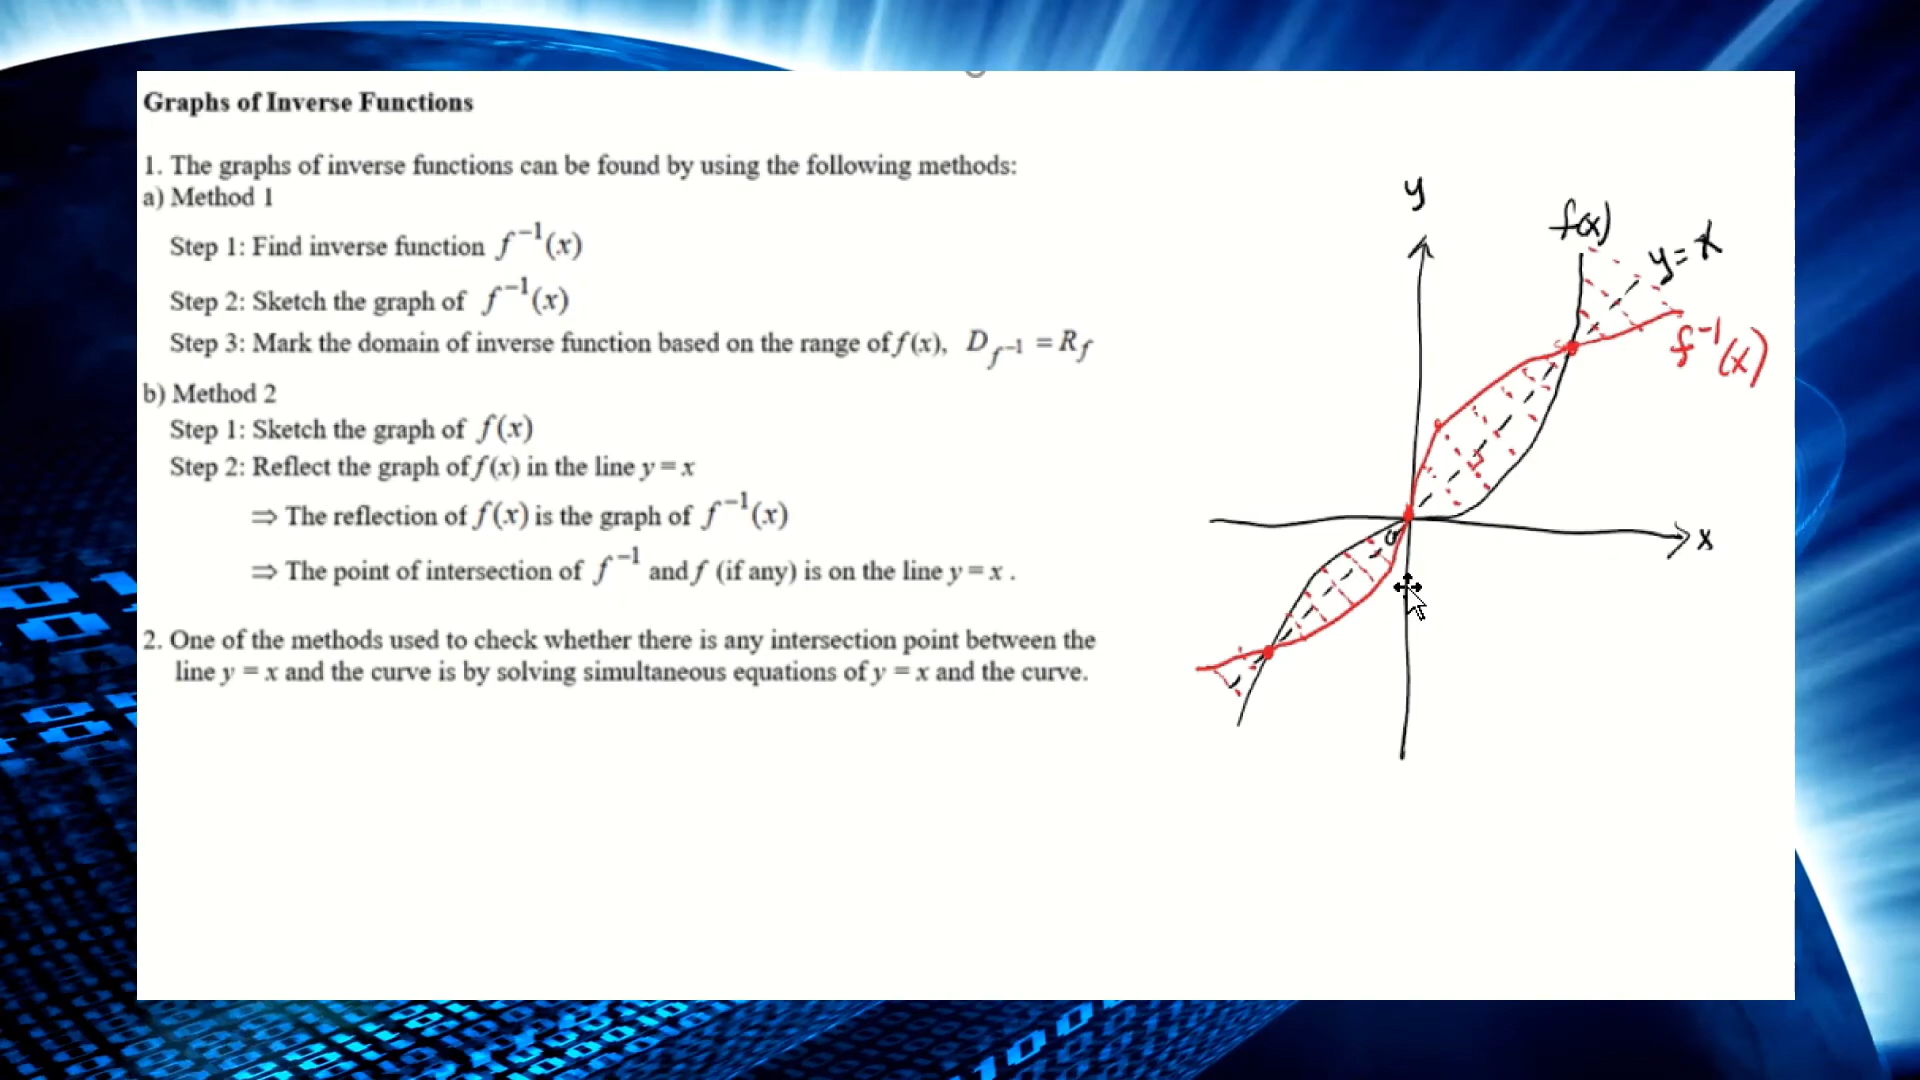 Graphs of Inverse Functions
1. The graphs of inverse functions can be found by using the following methods:
a) Method 1
Step 1: Find inverse function f⁻¹(x)
Step 2: Sketch the graph of f⁻¹(x)
Step 3: Mark the domain of inverse function based on the range of f(x), D_f⁻¹ = R_f
b) Method 2
Step 1: Sketch the graph of f(x)
Step 2: Reflect the graph of f(x) in the line y = x
⇒ The reflection of f(x) is the graph of f⁻¹(x)
⇒ The point of intersection of f⁻¹ and f (if any) is on the line y = x .
2. One of the methods used to check whether there is any intersection point between the
line y = x and the curve is by solving simultaneous equations of y = x and the curve.
y
f(x)
y = x
f⁻¹(x)
x